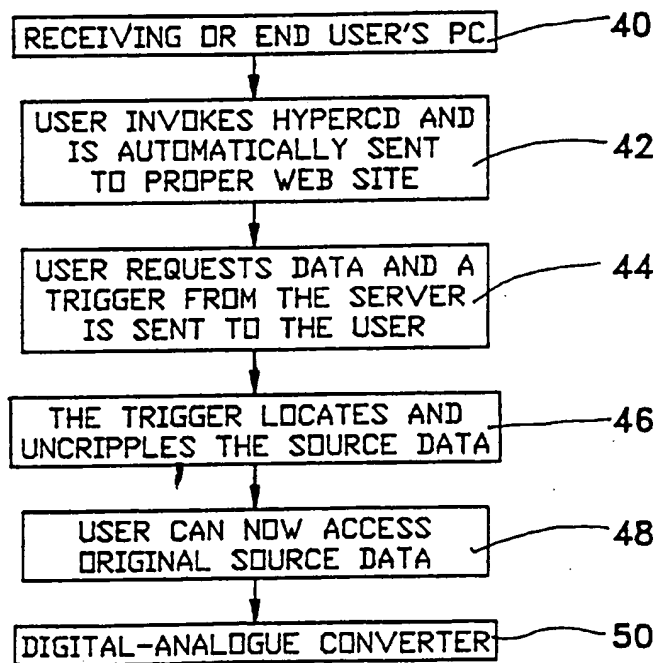 RECEIVING OR END USER'S PC. 40
USER INVOKES HYPERCD AND
IS AUTOMATICALLY SENT
TO PROPER WEB SITE
42
USER REQUESTS DATA AND A
TRIGGER FROM THE SERVER
IS SENT TO THE USER
44
THE TRIGGER LOCATES AND
UNCRIPPLES THE SOURCE DATA
46
USER CAN NOW ACCESS
ORIGINAL SOURCE DATA
48
DIGITAL-ANALOGUE CONVERTER 50